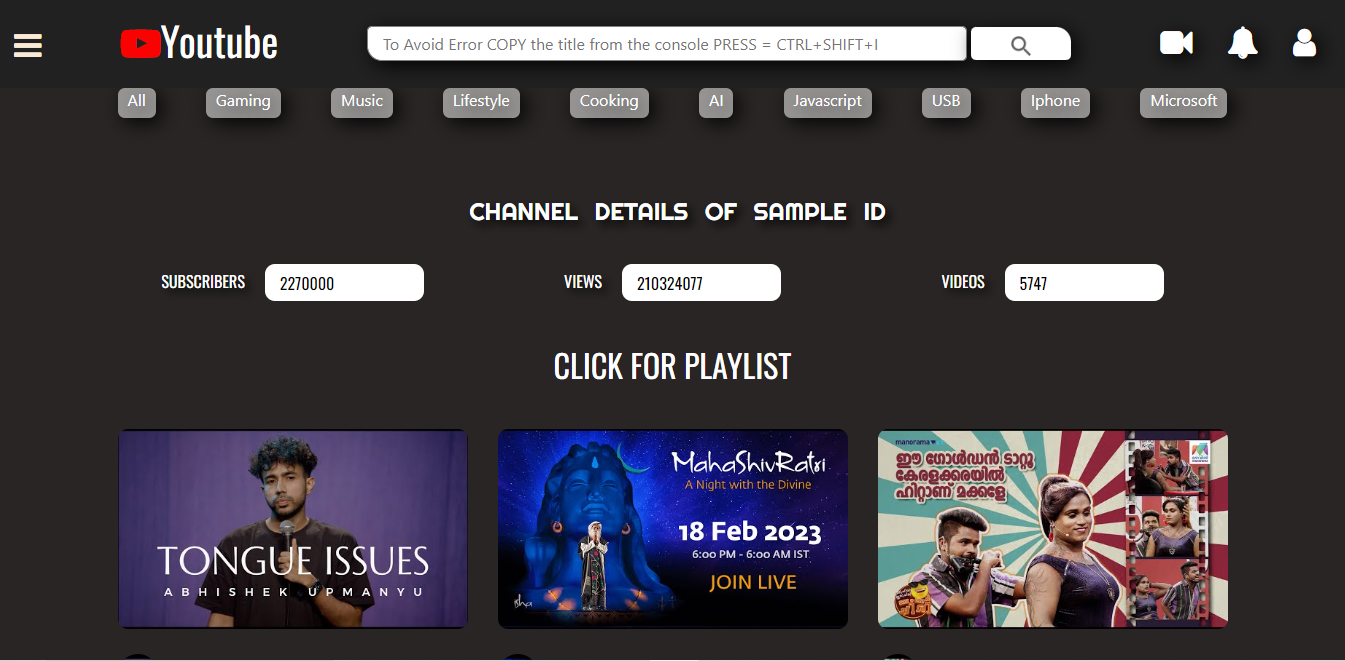 Youtube
To Avoid Error COPY the title from the console PRESS = CTRL+SHIFT+I
All
Gaming
Music
Lifestyle
Cooking
AI
Javascript
USB
Iphone
Microsoft
CHANNEL DETAILS OF SAMPLE ID
SUBSCRIBERS 2270000
VIEWS 210324077
VIDEOS 5747
CLICK FOR PLAYLIST
TONGUE ISSUES
ABHISHEK UPMANYU
MahaShivRatri
A Night with the Divine
18 Feb 2023
6:00 PM - 6:00 AM IST
JOIN LIVE
isha
manorama
ഈ ഗോൾഡൻ ടാറ്റൂ
കേരളക്കരയിൽ
ഹിറ്റാണ് മക്കളേ